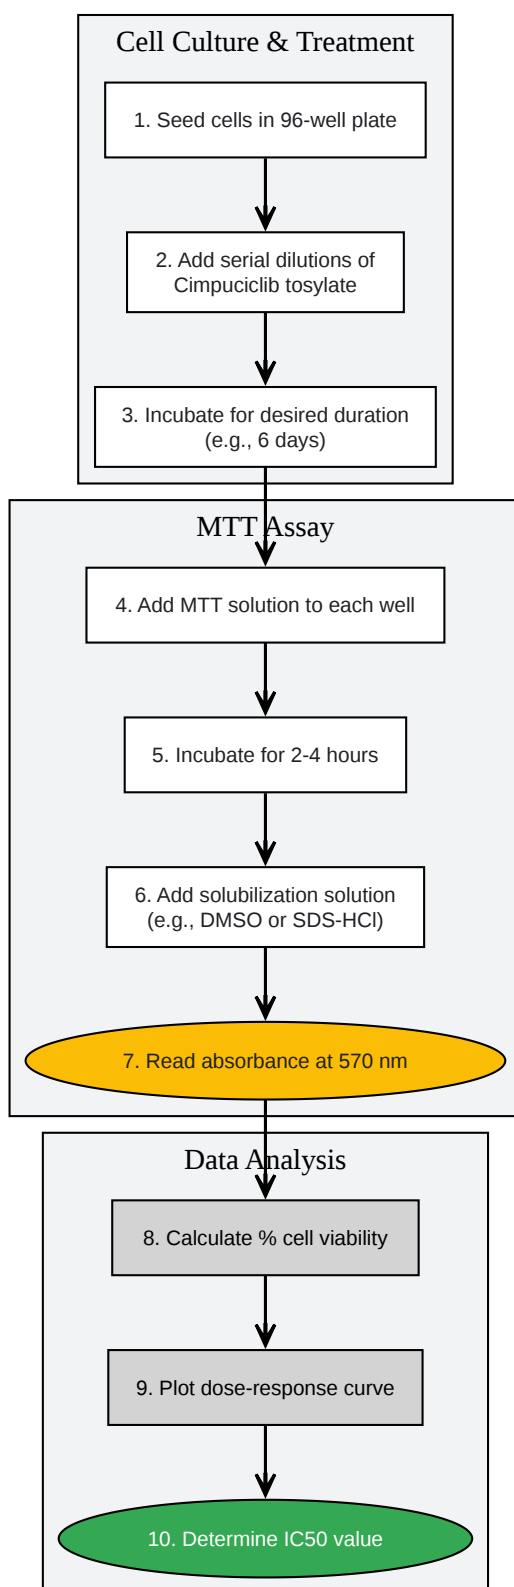 Cell Culture & Treatment
1. Seed cells in 96-well plate
2. Add serial dilutions of
Cimpuciclib tosylate
3. Incubate for desired duration
(e.g., 6 days)
MTT Assay
4. Add MTT solution to each well
5. Incubate for 2-4 hours
6. Add solubilization solution
(e.g., DMSO or SDS-HCl)
7. Read absorbance at 570 nm
Data Analysis
8. Calculate % cell viability
9. Plot dose-response curve
10. Determine IC50 value